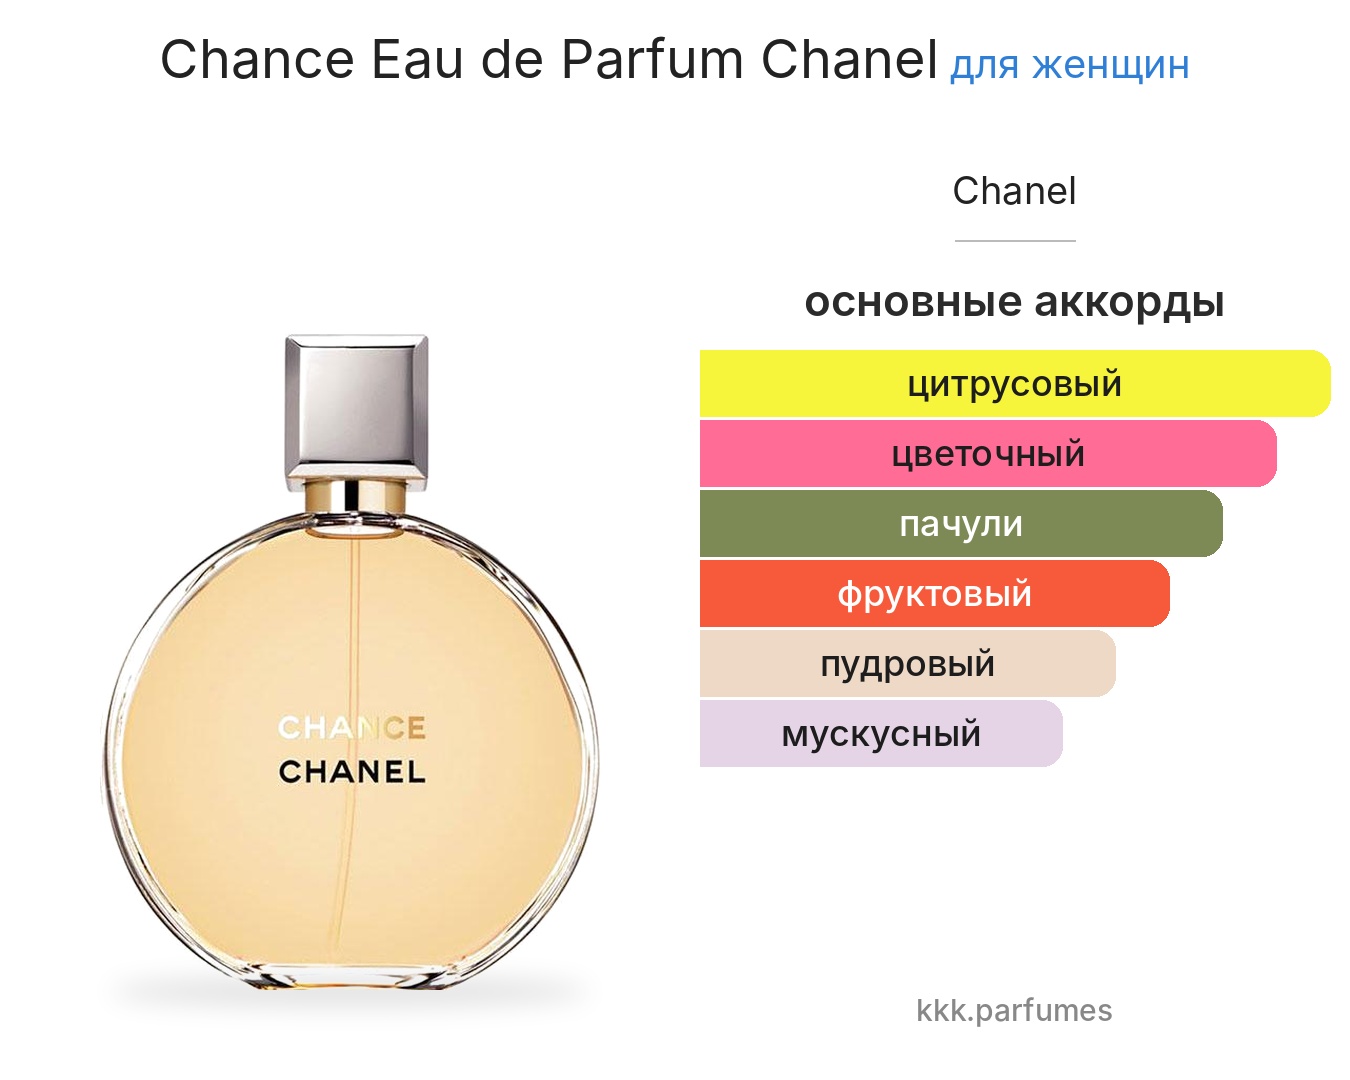 Chance Eau de Parfum Chanel для женщин
Chanel
основные аккорды
цитрусовый
цветочный
пачули
фруктовый
пудровый
мускусный
CHANCE
CHANEL
kkk.parfumes